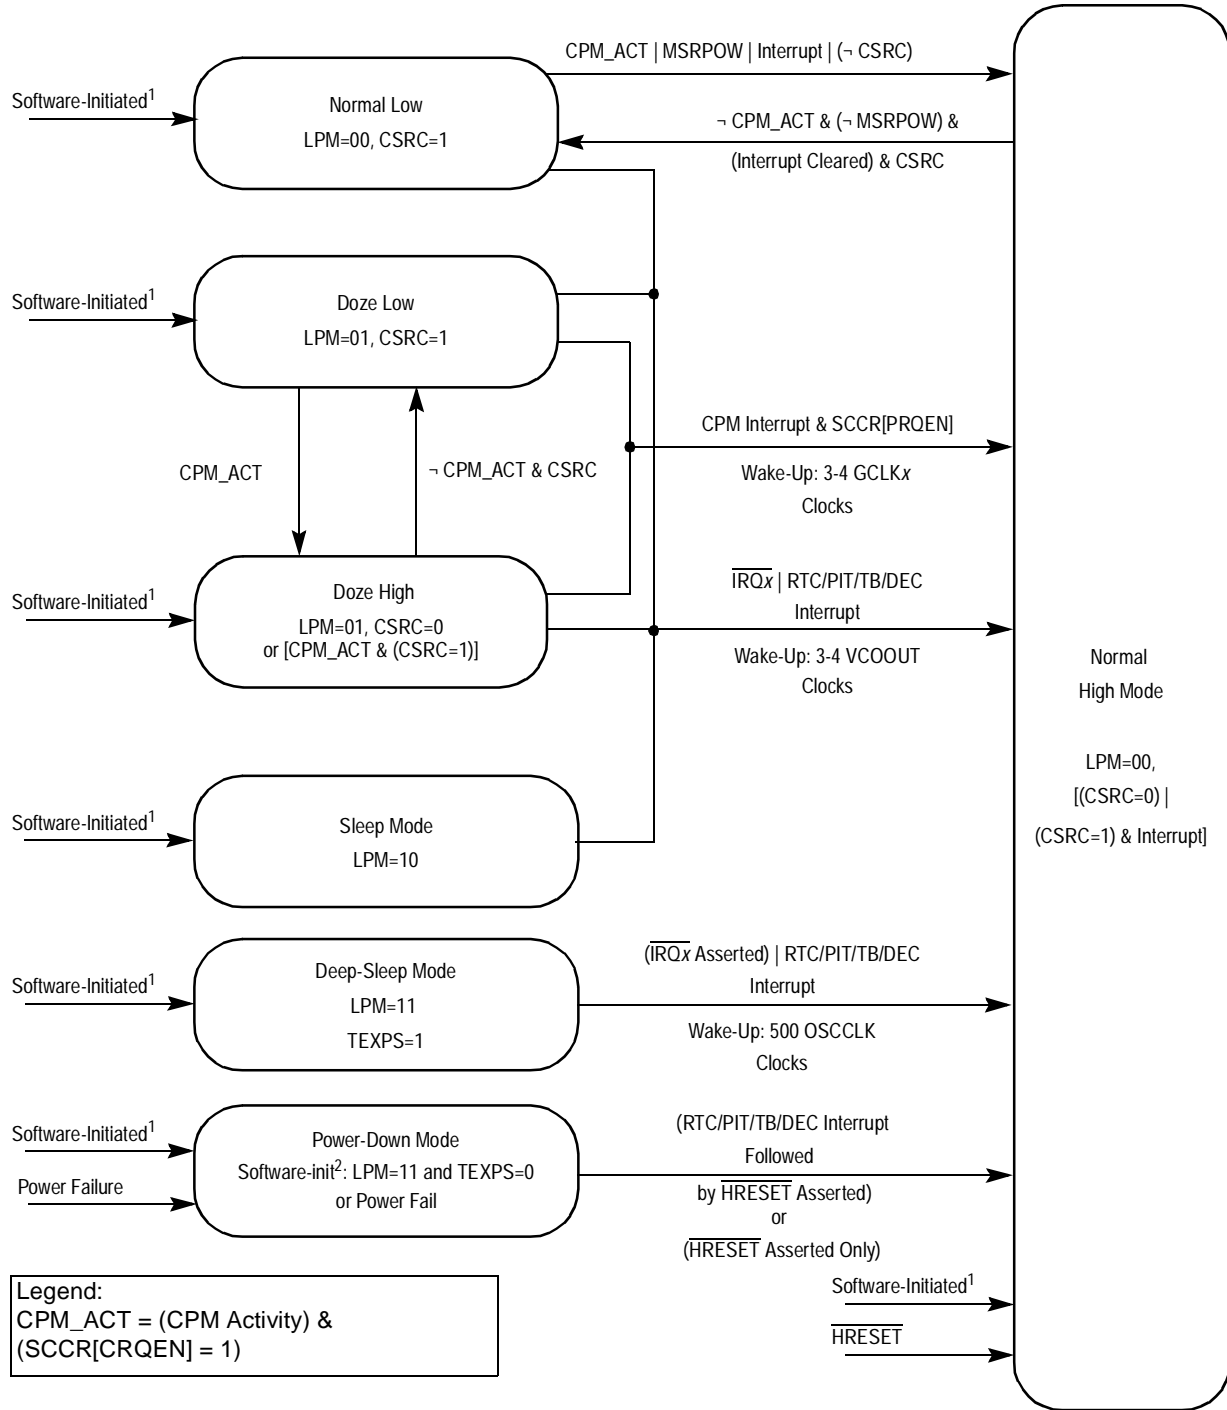 CPM_ACT | MSRPOW | Interrupt | (¬ CSRC)
Software-Initiated1
Normal Low
LPM=00, CSRC=1
¬ CPM_ACT & (¬ MSRPOW) &
(Interrupt Cleared) & CSRC
Software-Initiated1
Doze Low
LPM=01, CSRC=1
CPM_ACT
¬ CPM_ACT & CSRC
CPM Interrupt & SCCR[PRQEN]
Wake-Up: 3-4 GCLKx
Clocks
Software-Initiated1
Doze High
LPM=01, CSRC=0
or [CPM_ACT & (CSRC=1)]
IRQx | RTC/PIT/TB/DEC
Interrupt
Wake-Up: 3-4 VCOOUT
Clocks
Normal
High Mode
LPM=00,
[(CSRC=0) |
(CSRC=1) & Interrupt]
Software-Initiated1
Sleep Mode
LPM=10
Software-Initiated1
Deep-Sleep Mode
LPM=11
TEXPS=1
(IRQx Asserted) | RTC/PIT/TB/DEC
Interrupt
Wake-Up: 500 OSCCLK
Clocks
Software-Initiated1
Power Failure
Power-Down Mode
Software-init2: LPM=11 and TEXPS=0
or Power Fail
(RTC/PIT/TB/DEC Interrupt
Followed
by HRESET Asserted)
or
(HRESET Asserted Only)
Software-Initiated1
HRESET
Legend:
CPM_ACT = (CPM Activity) &
(SCCR[CRQEN] = 1)